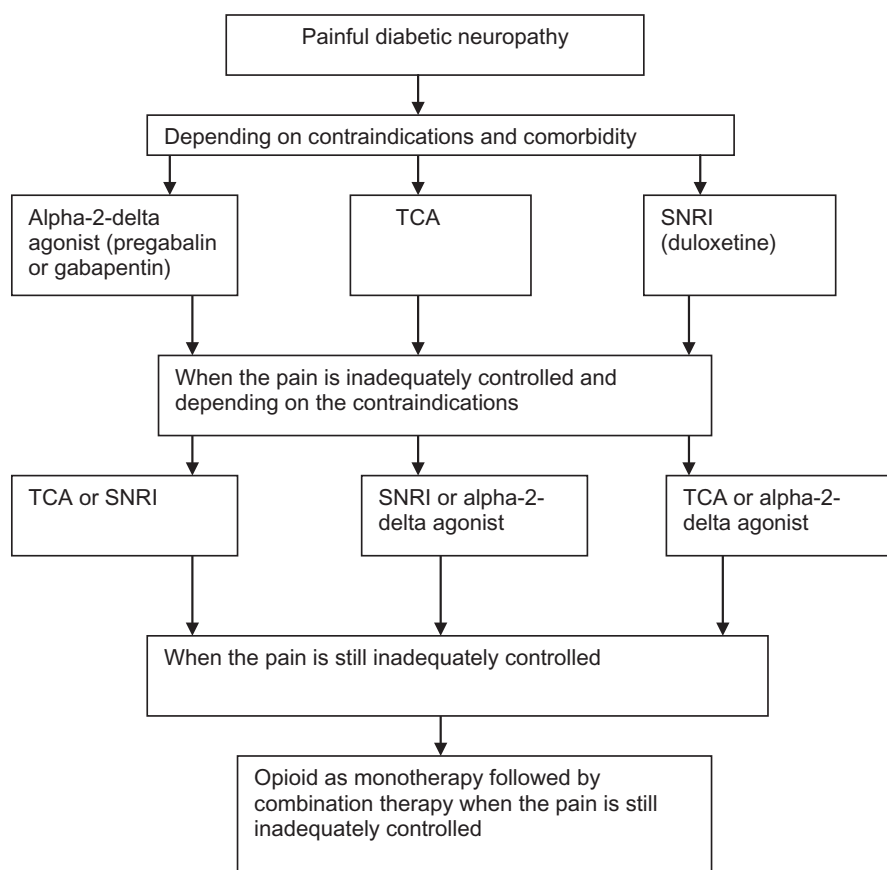 Painful diabetic neuropathy
Depending on contraindications and comorbidity
Alpha-2-delta
agonist (pregabalin
or gabapentin)
TCA
SNRI
(duloxetine)
When the pain is inadequately controlled and
depending on the contraindications
TCA or SNRI
SNRI or alpha-2-
delta agonist
TCA or alpha-2-
delta agonist
When the pain is still inadequately controlled
Opioid as monotherapy followed by
combination therapy when the pain is still
inadequately controlled